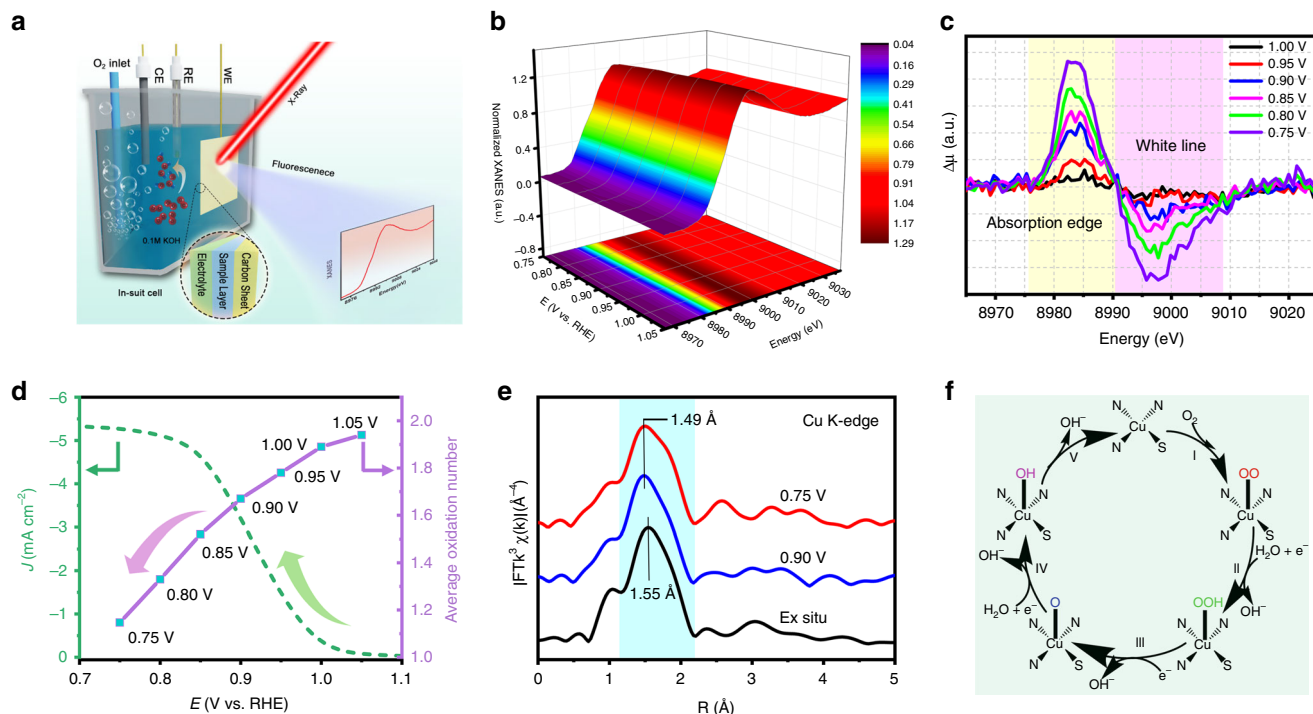 a
O₂ inlet
CE
RE
WE
X-Ray
Fluorescenece
0.1M KOH
In-suit cell
Electrolyte
Sample Layer
Carbon Sheet
XANES
Energy(eV)
b
Normalized XANES (a.u.)
1.2
0.8
0.4
0.0
−0.4
−0.8
0.75
0.80
0.85
0.90
0.95
1.00
1.05
E (V vs. RHE)
8970
8980
8990
9000
9010
9020
9030
Energy (eV)
0.04
0.16
0.29
0.41
0.54
0.66
0.79
0.91
1.04
1.17
1.29
c
Δμ (a.u.)
1.00 V
0.95 V
0.90 V
0.85 V
0.80 V
0.75 V
White line
Absorption edge
8970 8980 8990 9000 9010 9020
Energy (eV)
d
J (mA cm⁻²)
−6
−5
−4
−3
−2
−1
0
0.7 0.8 0.9 1.0 1.1
E (V vs. RHE)
2.0
1.8
1.6
1.4
1.2
1.0
Average oxidation number
1.05 V
1.00 V
0.95 V
0.90 V
0.85 V
0.80 V
0.75 V
e
|FTk³ χ(k)|(Å⁻⁴)
1.49 Å
Cu K-edge
0.75 V
0.90 V
1.55 Å
Ex situ
0 1 2 3 4 5
R (Å)
f
N N
Cu
N S
O₂
I
OO
N N
Cu
N S
H₂O + e⁻
II
OH⁻
OOH
N N
Cu
N S
III
e⁻
OH⁻
O
N N
Cu
N S
H₂O + e⁻
IV
OH⁻
OH
N N
Cu
N S
V
OH⁻